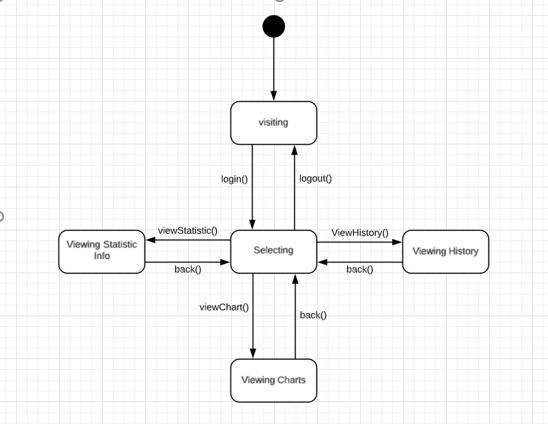 visiting
login()
logout()
viewStatistic()
ViewHistory()
Viewing Statistic
Info
Selecting
Viewing History
back()
back()
viewChart()
back()
Viewing Charts